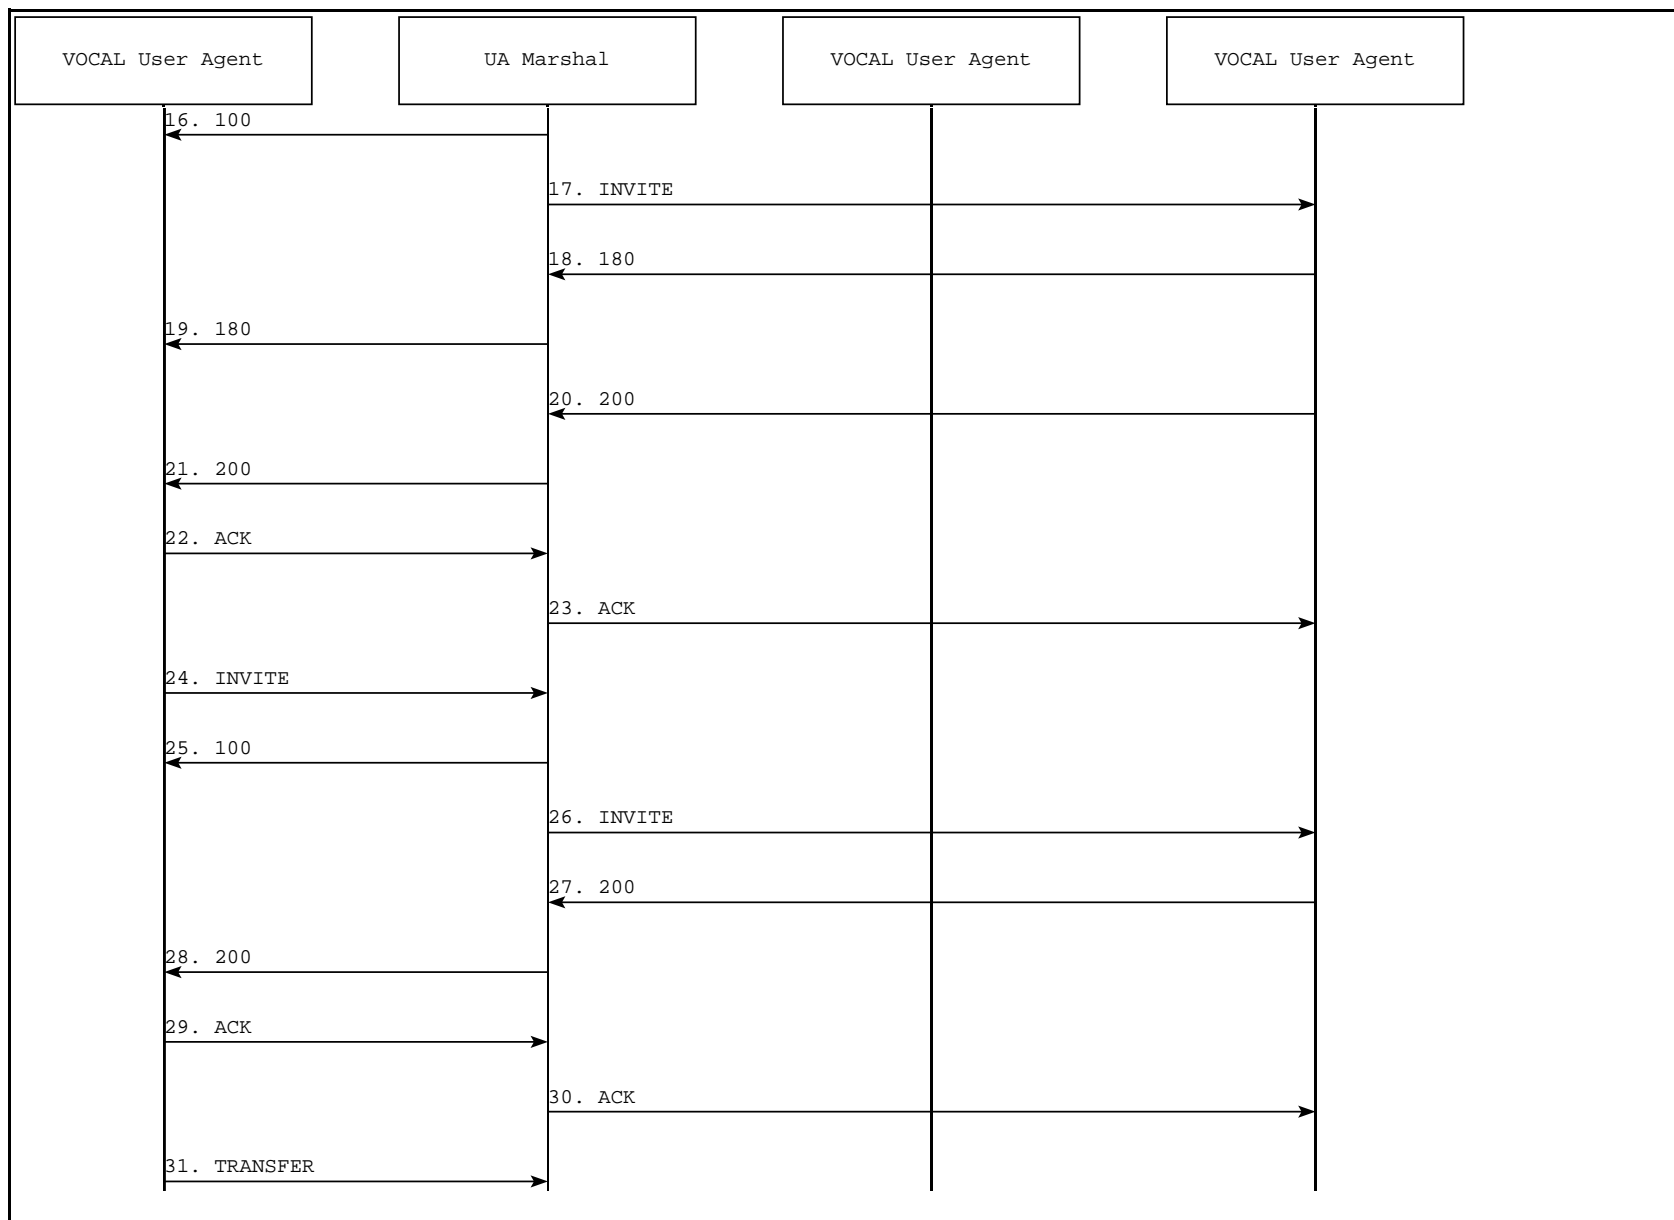 VOCAL User Agent
UA Marshal
VOCAL User Agent
VOCAL User Agent
16. 100
17. INVITE
18. 180
19. 180
20. 200
21. 200
22. ACK
23. ACK
24. INVITE
25. 100
26. INVITE
27. 200
28. 200
29. ACK
30. ACK
31. TRANSFER